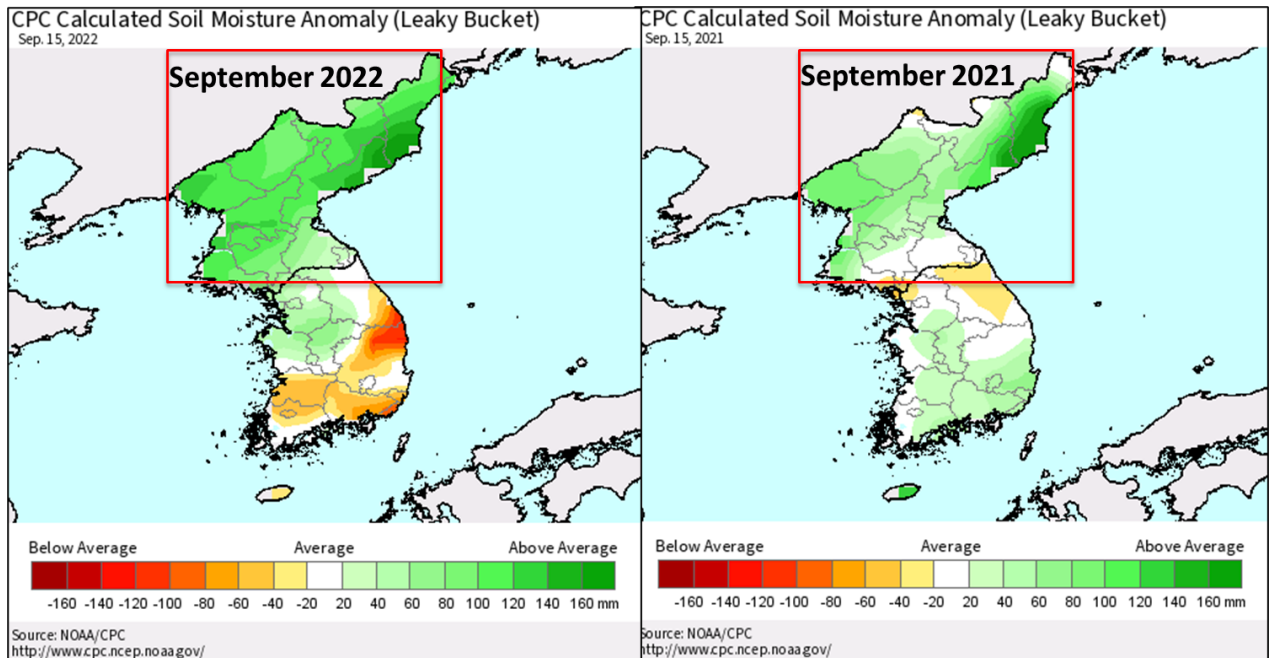 CPC Calculated Soil Moisture Anomaly (Leaky Bucket)
Sep. 15, 2022
September 2022
Below Average Average Above Average
-160 -140 -120 -100 -80 -60 -40 -20 20 40 60 80 100 120 140 160 mm
Source: NOAA/CPC
http://www.cpc.ncep.noaa.gov/
CPC Calculated Soil Moisture Anomaly (Leaky Bucket)
Sep. 15, 2021
September 2021
Below Average Average Above Average
-160 -140 -120 -100 -80 -60 -40 -20 20 40 60 80 100 120 140 160 mm
Source: NOAA/CPC
http://www.cpc.ncep.noaa.gov/